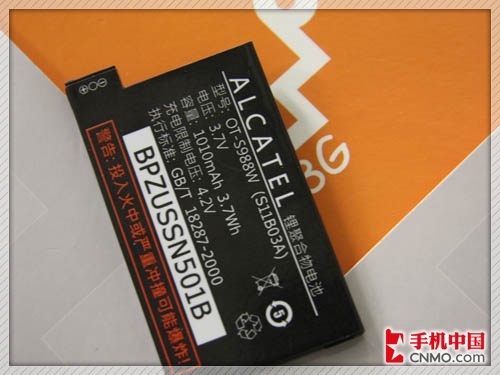 ALCATEL 锂聚合物电池
型号: OT-S988W (S11B03A)
电压: 3.7V
容量: 1010mAh 3.7Wh
充电限制电压: 4.2V
执行标准: GB/T 18287-2000
BPZUSSN501B
警告: 投入火中或严重冲撞可能爆炸!
3G
手机中国
CNMO.com